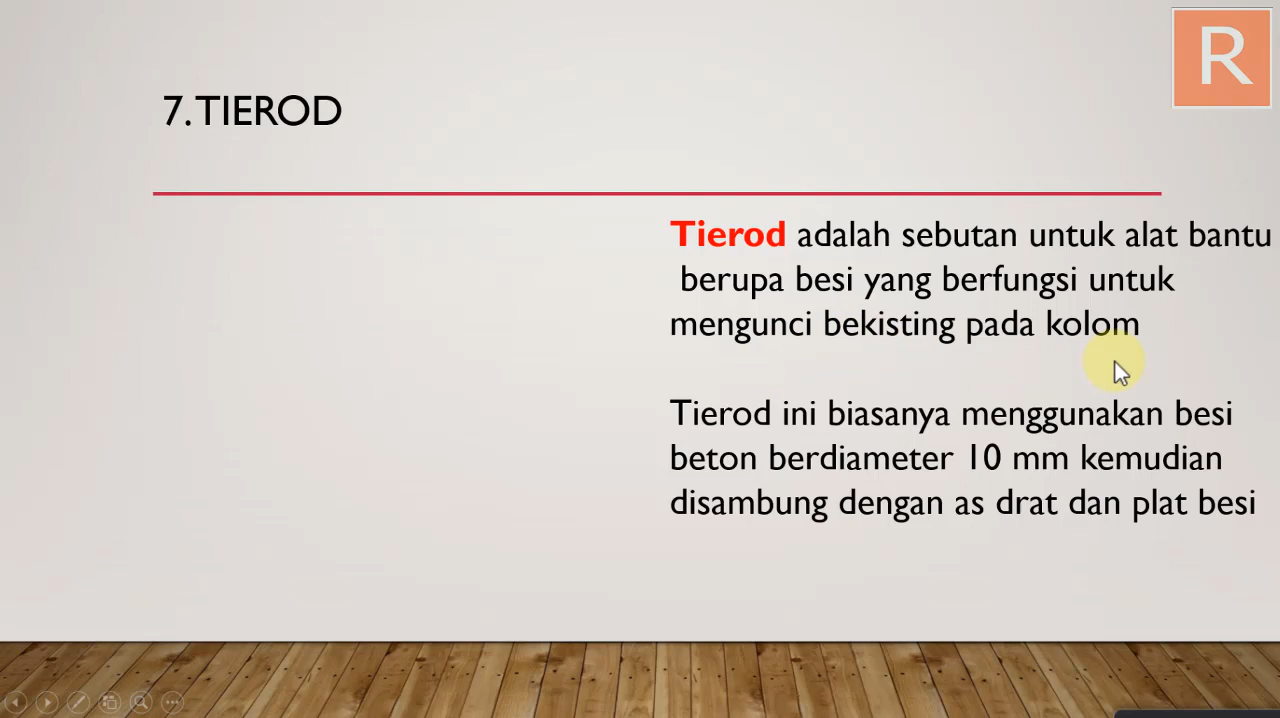 R
7. TIEROD
Tierod adalah sebutan untuk alat bantu
berupa besi yang berfungsi untuk
mengunci bekisting pada kolom
Tierod ini biasanya menggunakan besi
beton berdiameter 10 mm kemudian
disambung dengan as drat dan plat besi